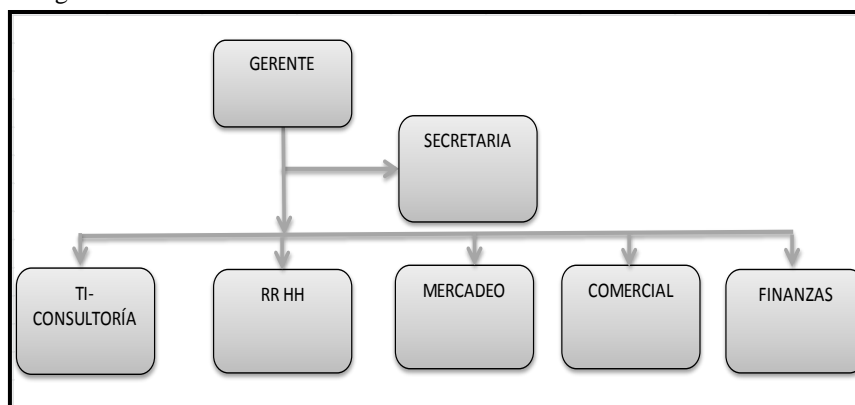 GERENTE
SECRETARIA
TI-
CONSULTORÍA
RR HH
MERCADEO
COMERCIAL
FINANZAS